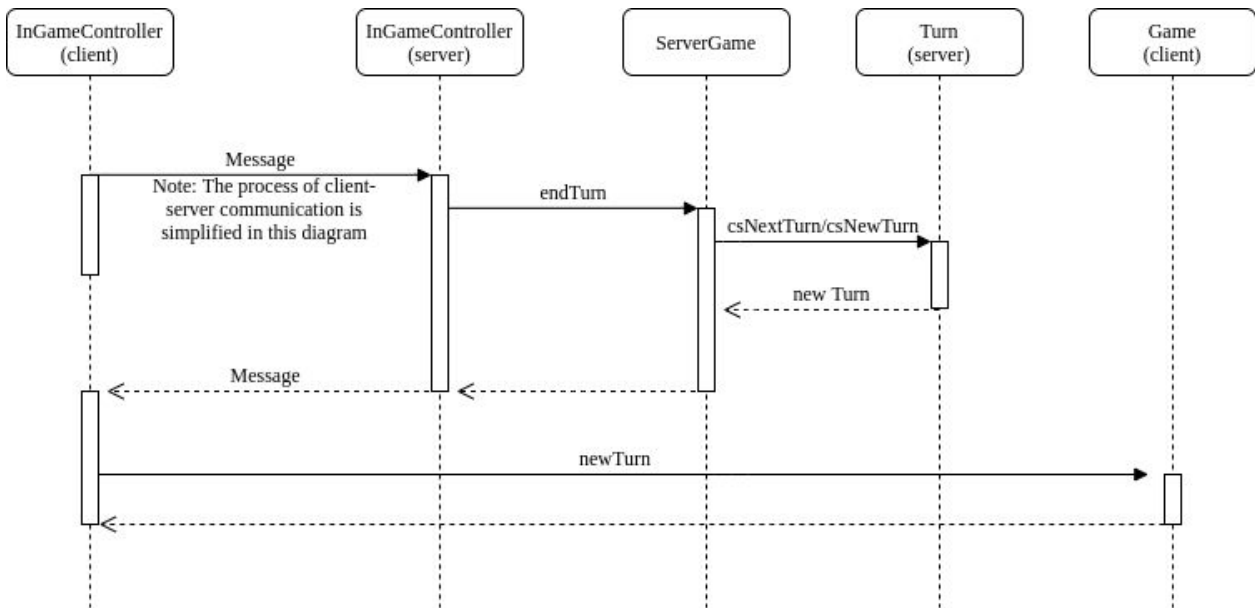 InGameController
(client)
InGameController
(server)
ServerGame
Turn
(server)
Game
(client)
Message
Note: The process of client-
server communication is
simplified in this diagram
endTurn
csNextTurn/csNewTurn
new Turn
Message
newTurn